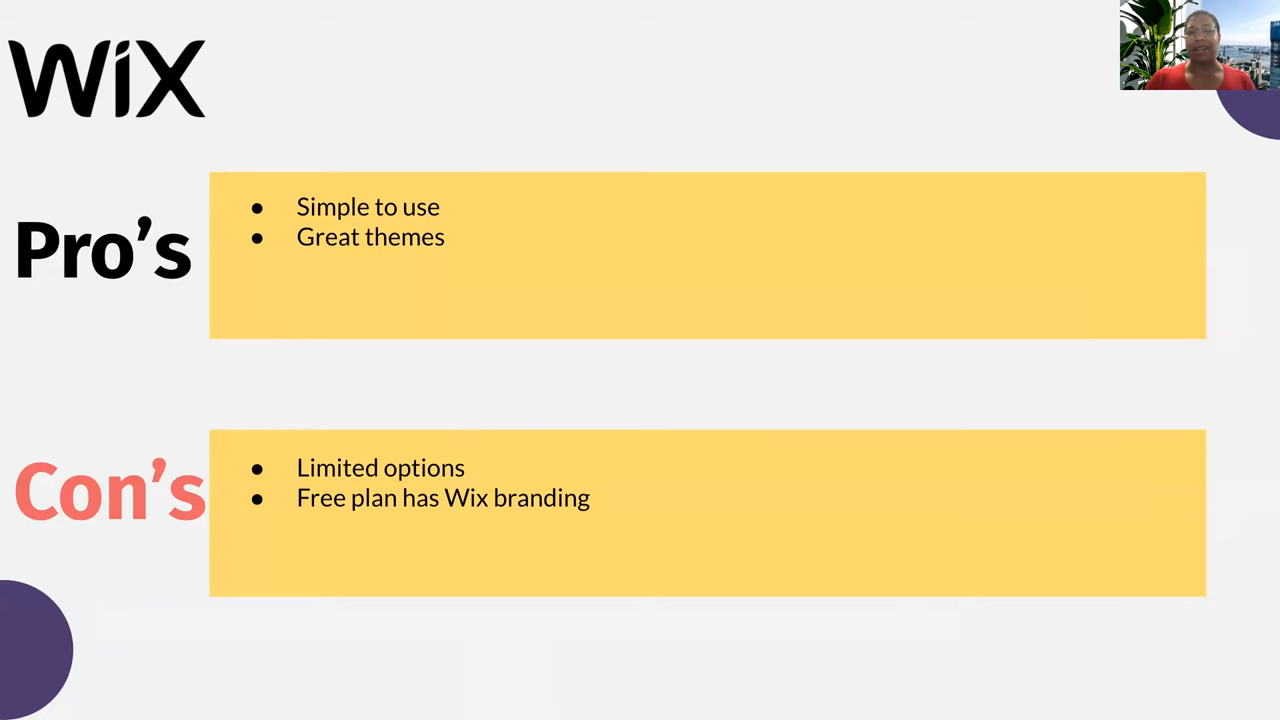 WiX
Pro’s
● Simple to use
● Great themes
Con’s
● Limited options
● Free plan has Wix branding